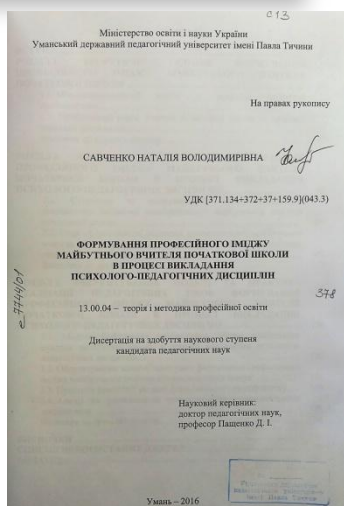 с13
Міністерство освіти і науки України
Уманський державний педагогічний університет імені Павла Тичини
На правах рукопису
САВЧЕНКО НАТАЛІЯ ВОЛОДИМИРІВНА
УДК [371.134+372+37+159.9](043.3)
ФОРМУВАННЯ ПРОФЕСІЙНОГО ІМІДЖУ
МАЙБУТНЬОГО ВЧИТЕЛЯ ПОЧАТКОВОЇ ШКОЛИ
В ПРОЦЕСІ ВИКЛАДАННЯ
ПСИХОЛОГО-ПЕДАГОГІЧНИХ ДИСЦИПЛІН
378
13.00.04 – теорія і методика професійної освіти
Дисертація на здобуття наукового ступеня
кандидата педагогічних наук
Науковий керівник:
доктор педагогічних наук,
професор Пащенко Д. І.
Умань – 2016